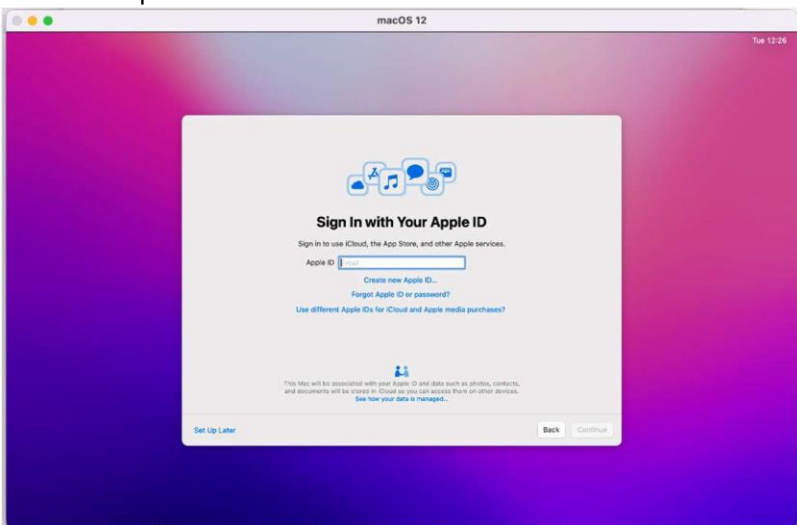 macOS 12
Tue 12:26
Sign In with Your Apple ID
Sign in to use iCloud, the App Store, and other Apple services.
Apple ID
Create new Apple ID...
Forgot Apple ID or password?
Use different Apple IDs for iCloud and Apple media purchases?
This Mac will be associated with your Apple ID and data such as photos, contacts,
and documents will be stored in iCloud so you can access them on other devices.
See how your data is managed...
Set Up Later
Back
Continue